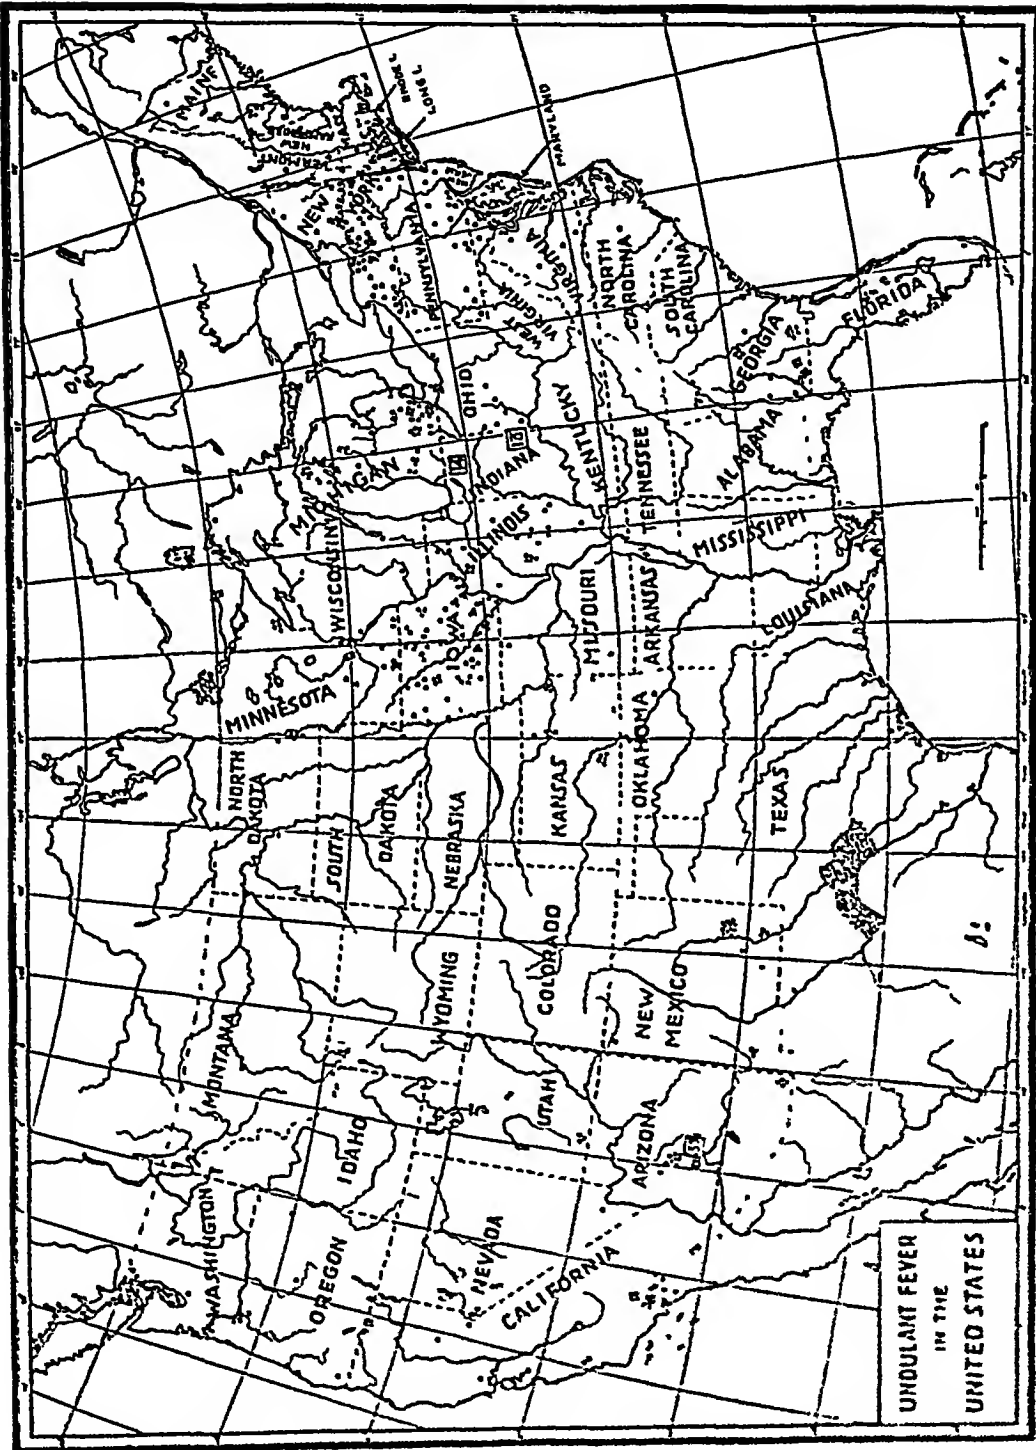 MAINE
VERMONT
NEW
HAMPSHIRE
MASS
RHODE I.
LONG I.
NEW
YORK
PENNSYLVANIA
MARYLAND
WEST
VIRGINIA
VIRGINIA
NORTH
CAROLINA
SOUTH
CAROLINA
GEORGIA
FLORIDA
OHIO
MICHIGAN
INDIANA
KENTUCKY
TENNESSEE
ALABAMA
MISSISSIPPI
WISCONSIN
ILLINOIS
MINNESOTA
IOWA
MISSOURI
ARKANSAS
LOUISIANA
NORTH
DAKOTA
SOUTH
DAKOTA
NEBRASKA
KANSAS
OKLAHOMA
TEXAS
MONTANA
WYOMING
COLORADO
NEW
MEXICO
IDAHO
UTAH
ARIZONA
WASHINGTON
OREGON
NEVADA
CALIFORNIA
UNDULANT FEVER
IN THE
UNITED STATES